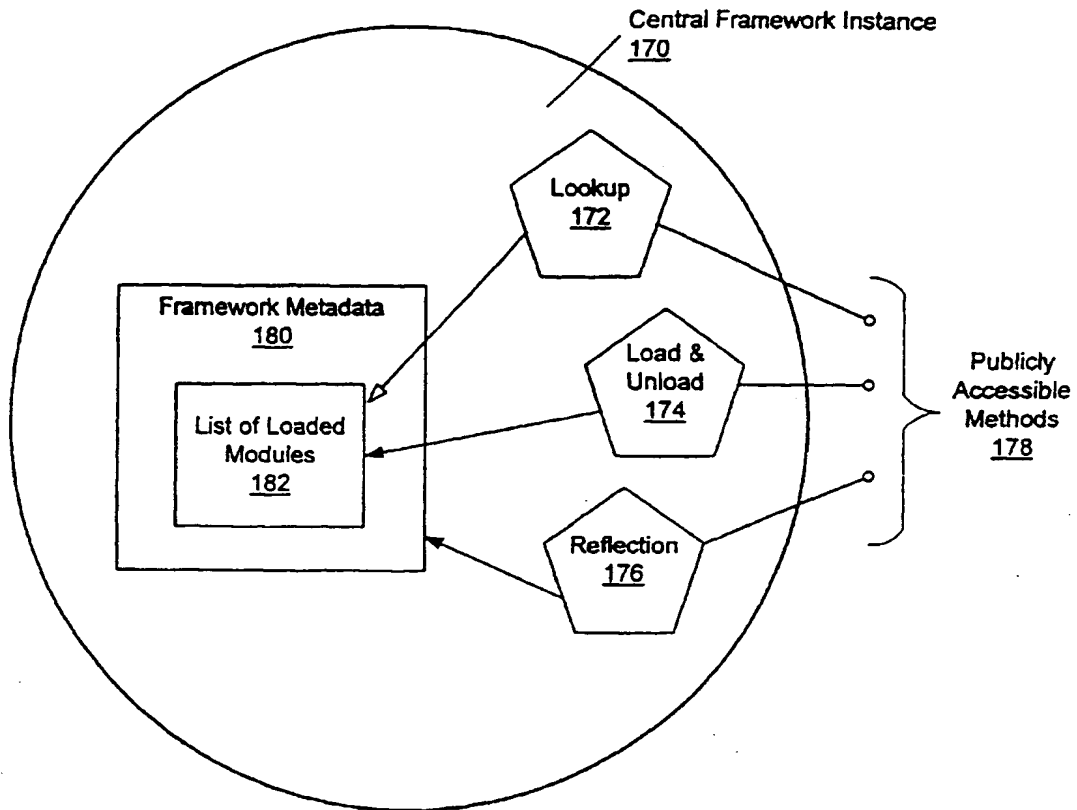 Central Framework Instance
170
Lookup
172
Framework Metadata
180
List of Loaded
Modules
182
Load &
Unload
174
Reflection
176
Publicly
Accessible
Methods
178